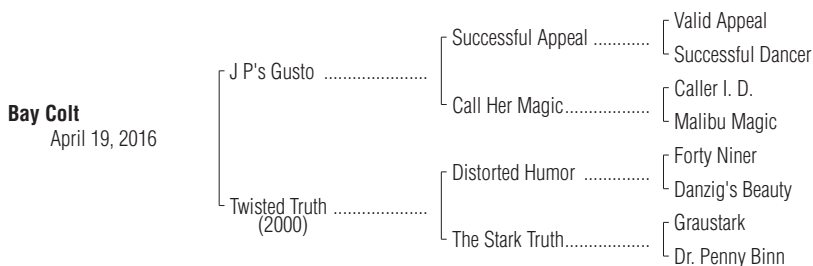 Valid Appeal
Successful Appeal ............
Successful Dancer
J P's Gusto ......................
Caller I. D.
Call Her Magic..................
Malibu Magic
Bay Colt
April 19, 2016
Forty Niner
Distorted Humor ..............
Danzig's Beauty
Twisted Truth ....................
(2000)
Graustark
The Stark Truth..................
Dr. Penny Binn